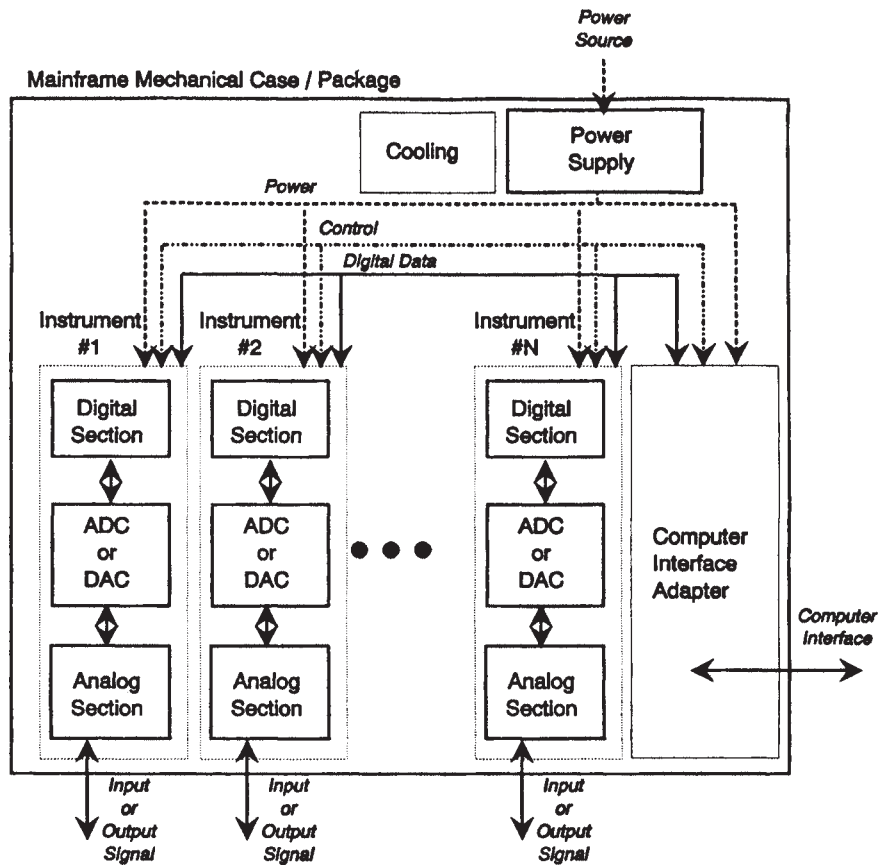 Power
Source
Mainframe Mechanical Case / Package
Cooling
Power
Supply
Power
Control
Digital Data
Instrument
#1
Instrument
#2
Instrument
#N
Digital
Section
ADC
or
DAC
Analog
Section
Digital
Section
ADC
or
DAC
Analog
Section
Digital
Section
ADC
or
DAC
Analog
Section
Computer
Interface
Adapter
Computer
Interface
Input
or
Output
Signal
Input
or
Output
Signal
Input
or
Output
Signal